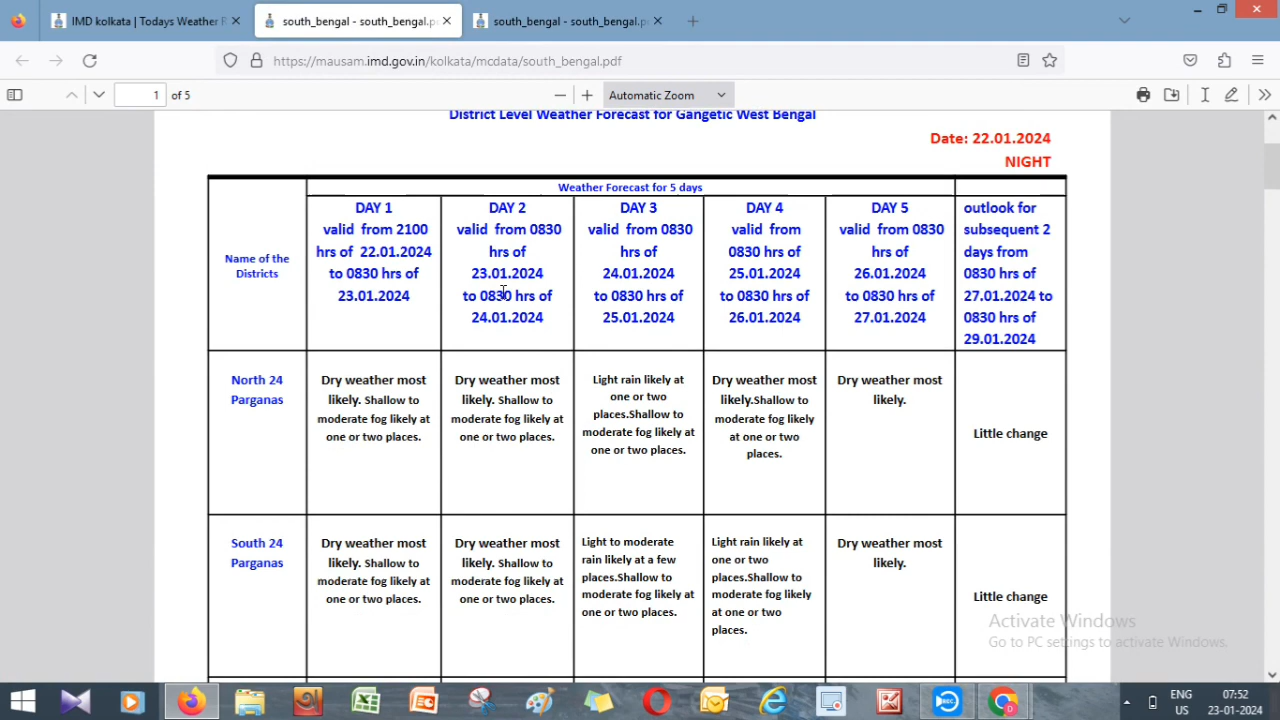 IMD kolkata | Todays Weather
south_bengal - south_bengal.p
south_bengal - south_bengal.p
https://mausam.imd.gov.in/kolkata/mcdata/south_bengal.pdf
1 of 5
Automatic Zoom
District Level Weather Forecast for Gangetic West Bengal
Date: 22.01.2024
NIGHT
Name of the
Districts
Weather Forecast for 5 days
DAY 1
valid from 2100
hrs of 22.01.2024
to 0830 hrs of
23.01.2024
DAY 2
valid from 0830
hrs of
23.01.2024
to 0830 hrs of
24.01.2024
DAY 3
valid from 0830
hrs of
24.01.2024
to 0830 hrs of
25.01.2024
DAY 4
valid from
0830 hrs of
25.01.2024
to 0830 hrs of
26.01.2024
DAY 5
valid from 0830
hrs of
26.01.2024
to 0830 hrs of
27.01.2024
outlook for
subsequent 2
days from
0830 hrs of
27.01.2024 to
0830 hrs of
29.01.2024
North 24
Parganas
Dry weather most
likely. Shallow to
moderate fog likely at
one or two places.
Dry weather most
likely. Shallow to
moderate fog likely at
one or two places.
Light rain likely at
one or two
places.Shallow to
moderate fog likely at
one or two places.
Dry weather most
likely.Shallow to
moderate fog likely
at one or two
places.
Dry weather most
likely.
Little change
South 24
Parganas
Dry weather most
likely. Shallow to
moderate fog likely at
one or two places.
Dry weather most
likely. Shallow to
moderate fog likely at
one or two places.
Light to moderate
rain likely at a few
places.Shallow to
moderate fog likely at
one or two places.
Light rain likely at
one or two
places.Shallow to
moderate fog likely
at one or two
places.
Dry weather most
likely.
Little change
Activate Windows
Go to PC settings to activate Windows.
REC
D
ENG
US
07:52
23-01-2024